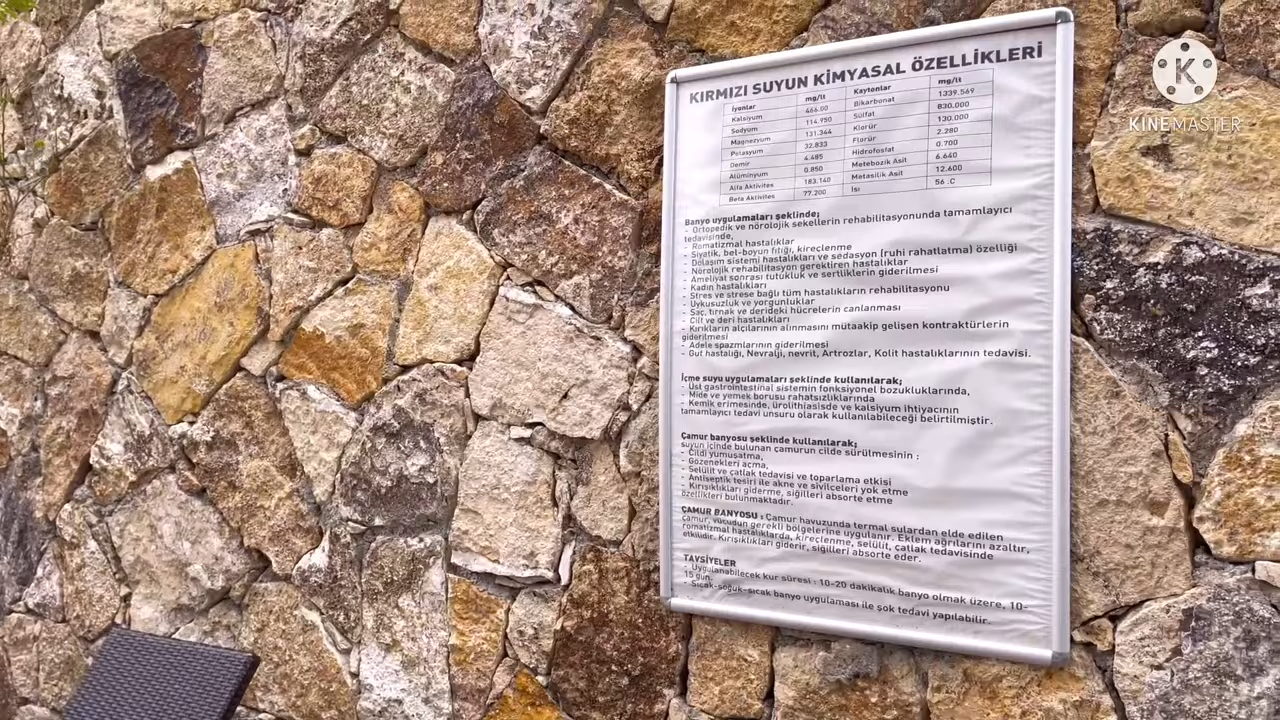 KIRMIZI SUYUN KİMYASAL ÖZELLİKLERİ
İyonlar mg/lt Kaytonlar mg/lt
Kalsiyum 466.00 Bikarbonat 1339.569
Sodyum 114.950 Sülfat 830.000
Magnezyum 131.364 Klorür 130.000
Potasyum 32.833 Florür 2.280
Demir 4.485 Hidrofosfat 0.700
Alüminyum 0.850 Metebozik Asit 6.640
Alfa Aktivites 183.140 Metasilik Asit 12.600
Beta Aktivites 77.200 Isı 56 .C
Banyo uygulamaları şeklinde;
- Ortopedik ve nörolojik sekellerin rehabilitasyonunda tamamlayıcı
tedavisinde,
- Romatizmal hastalıklar
- Siyatik, bel-boyun fıtığı, kireçlenme
- Dolaşım sistemi hastalıkları ve sedasyon (ruhi rahatlatma) özelliği
- Nörolojik rehabilitasyon gerektiren hastalıklar
- Ameliyat sonrası tutukluk ve sertliklerin giderilmesi
- Kadın hastalıkları
- Stres ve strese bağlı tüm hastalıkların rehabilitasyonu
- Uykusuzluk ve yorgunluklar
- Saç, tırnak ve derideki hücrelerin canlanması
- Cilt ve deri hastalıkları
- Kırıkların alçılarının alınmasını mütaakip gelişen kontraktürlerin
giderilmesi
- Adele spazmlarının giderilmesi
- Gut hastalığı, Nevralji, nevrit, Artrozlar, Kolit hastalıklarının tedavisi.
İçme suyu uygulamaları şeklinde kullanılarak;
- Üst gastrointestinal sistemin fonksiyonel bozukluklarında,
- Mide ve yemek borusu rahatsızlıklarında
- Kemik erimesinde, ürolithiasisde ve kalsiyum ihtiyacının
tamamlayıcı tedavi unsuru olarak kullanılabileceği belirtilmiştir.
Çamur banyosu şeklinde kullanılarak;
suyun içinde bulunan çamurun cilde sürülmesinin :
- Cildi yumuşatma,
- Gözenekleri açma,
- Selülit ve çatlak tedavisi ve toparlama etkisi
- Antiseptik tesiri ile akne ve sivilceleri yok etme
- Kırışıklıkları giderme, siğilleri absorte etme
özellikleri bulunmaktadır.
ÇAMUR BANYOSU : Çamur havuzunda termal sulardan elde edilen
çamur, vücudun gerekli bölgelerine uygulanır. Eklem ağrılarını azaltır,
romatizmal hastalıklarda, kireçlenme, selülit, çatlak tedavisinde
etkilidir. Kırışıklıkları giderir, siğilleri absorte eder.
TAVSİYELER
- Uygulanabilecek kür süresi : 10-20 dakikalık banyo olmak üzere, 10-
15 gün.
- Sıcak-soğuk-sıcak banyo uygulaması ile şok tedavi yapılabilir.
K
KINEMASTER